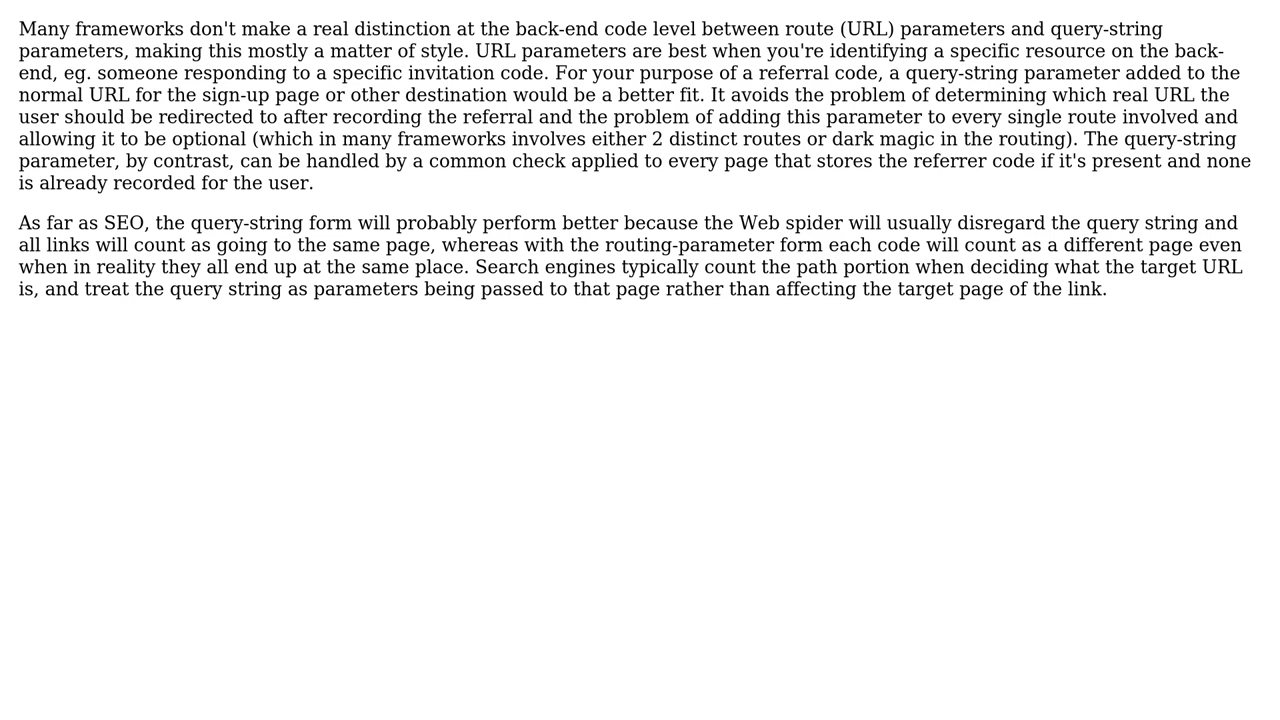 Many frameworks don't make a real distinction at the back-end code level between route (URL) parameters and query-string
parameters, making this mostly a matter of style. URL parameters are best when you're identifying a specific resource on the back-
end, eg. someone responding to a specific invitation code. For your purpose of a referral code, a query-string parameter added to the
normal URL for the sign-up page or other destination would be a better fit. It avoids the problem of determining which real URL the
user should be redirected to after recording the referral and the problem of adding this parameter to every single route involved and
allowing it to be optional (which in many frameworks involves either 2 distinct routes or dark magic in the routing). The query-string
parameter, by contrast, can be handled by a common check applied to every page that stores the referrer code if it's present and none
is already recorded for the user.
As far as SEO, the query-string form will probably perform better because the Web spider will usually disregard the query string and
all links will count as going to the same page, whereas with the routing-parameter form each code will count as a different page even
when in reality they all end up at the same place. Search engines typically count the path portion when deciding what the target URL
is, and treat the query string as parameters being passed to that page rather than affecting the target page of the link.